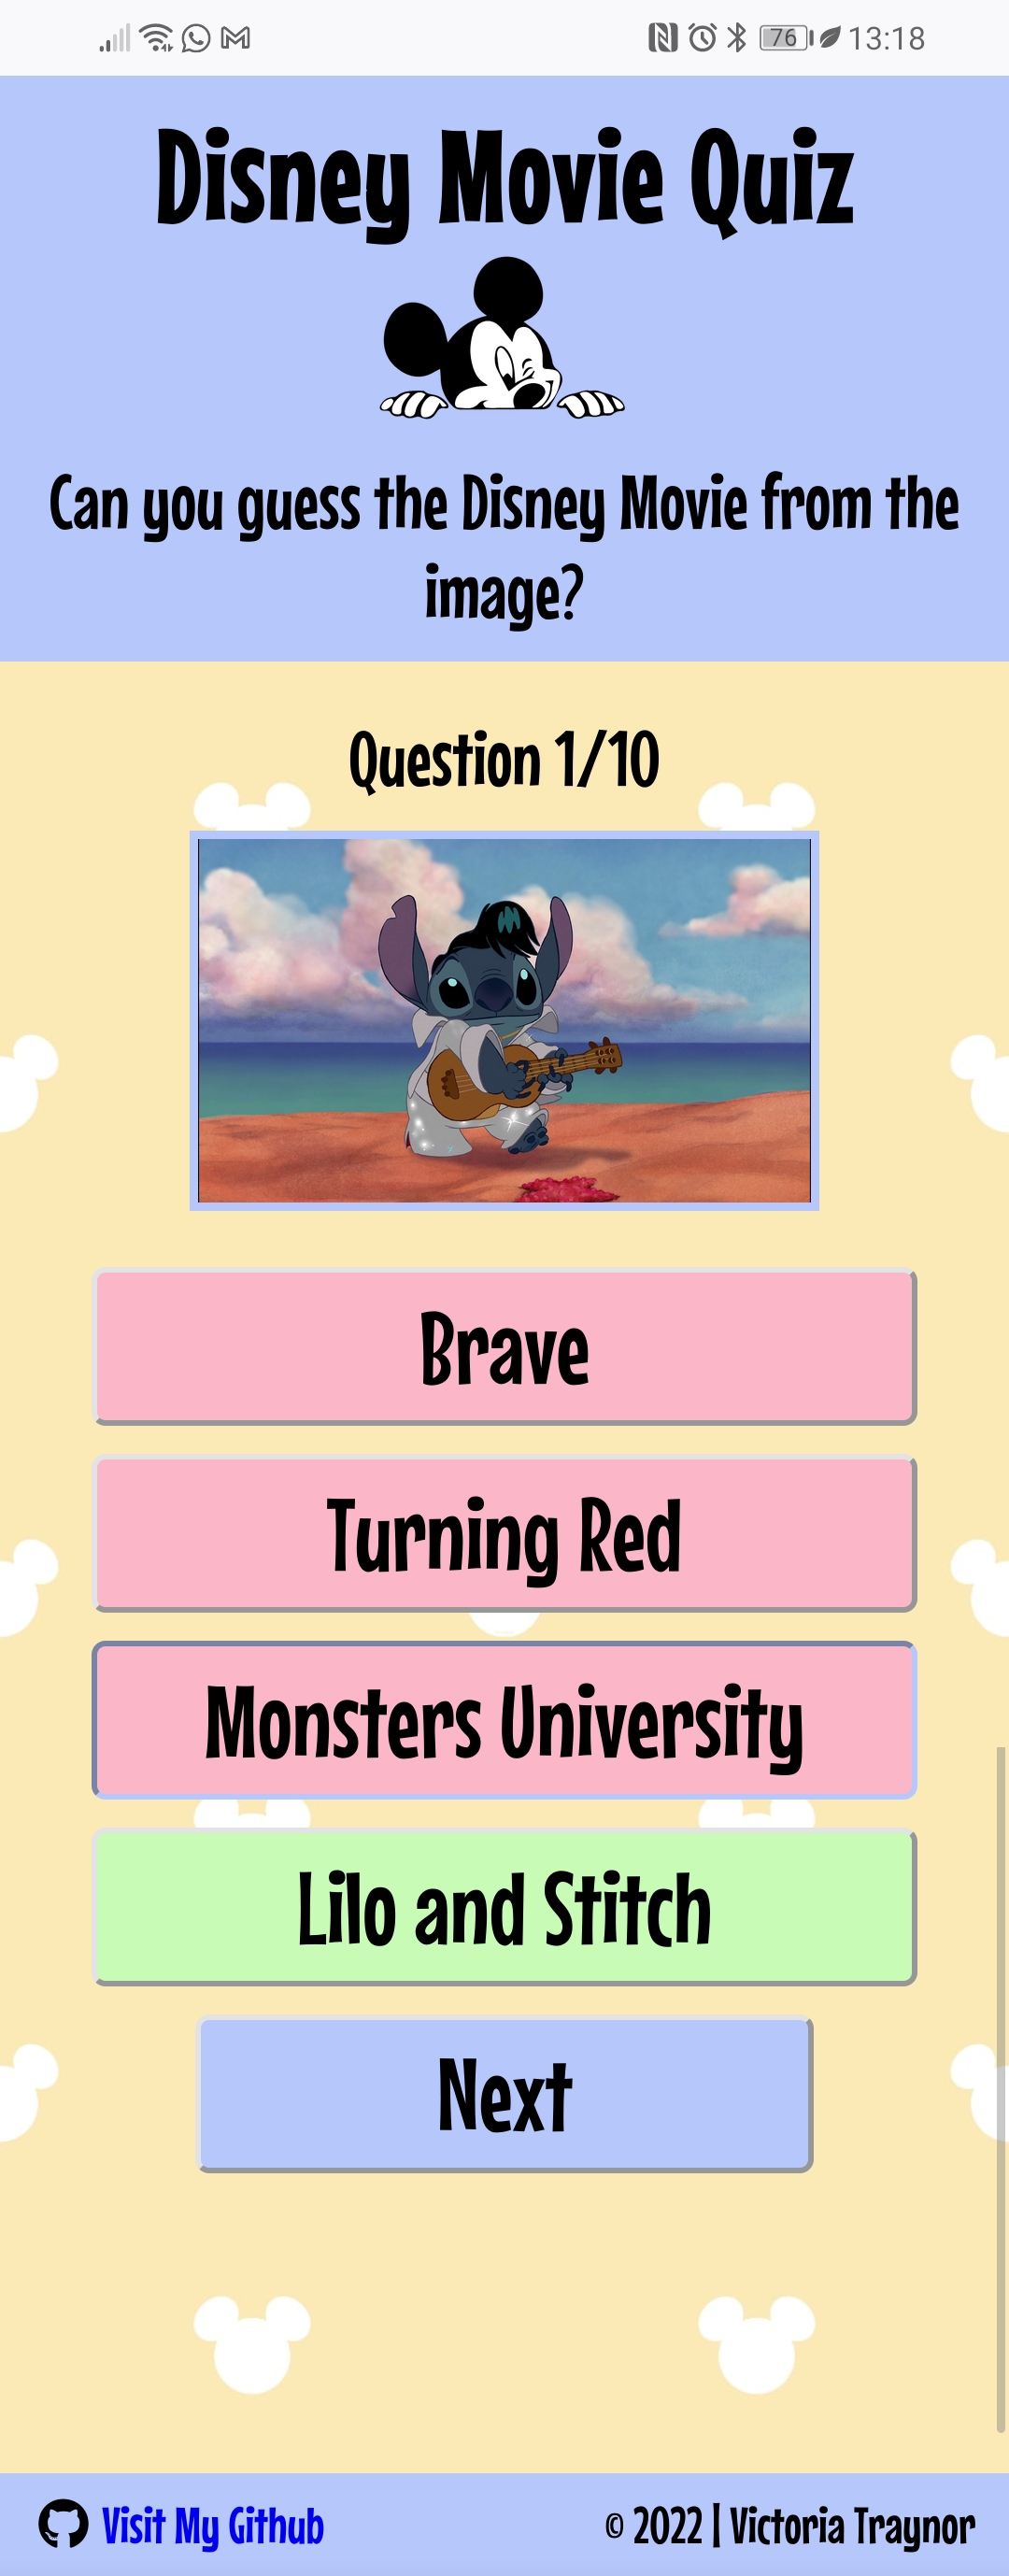 76 13:18
Disney Movie Quiz
Can you guess the Disney Movie from the
image?
Question 1/10
Brave
Turning Red
Monsters University
Lilo and Stitch
Next
Visit My Github © 2022 | Victoria Traynor